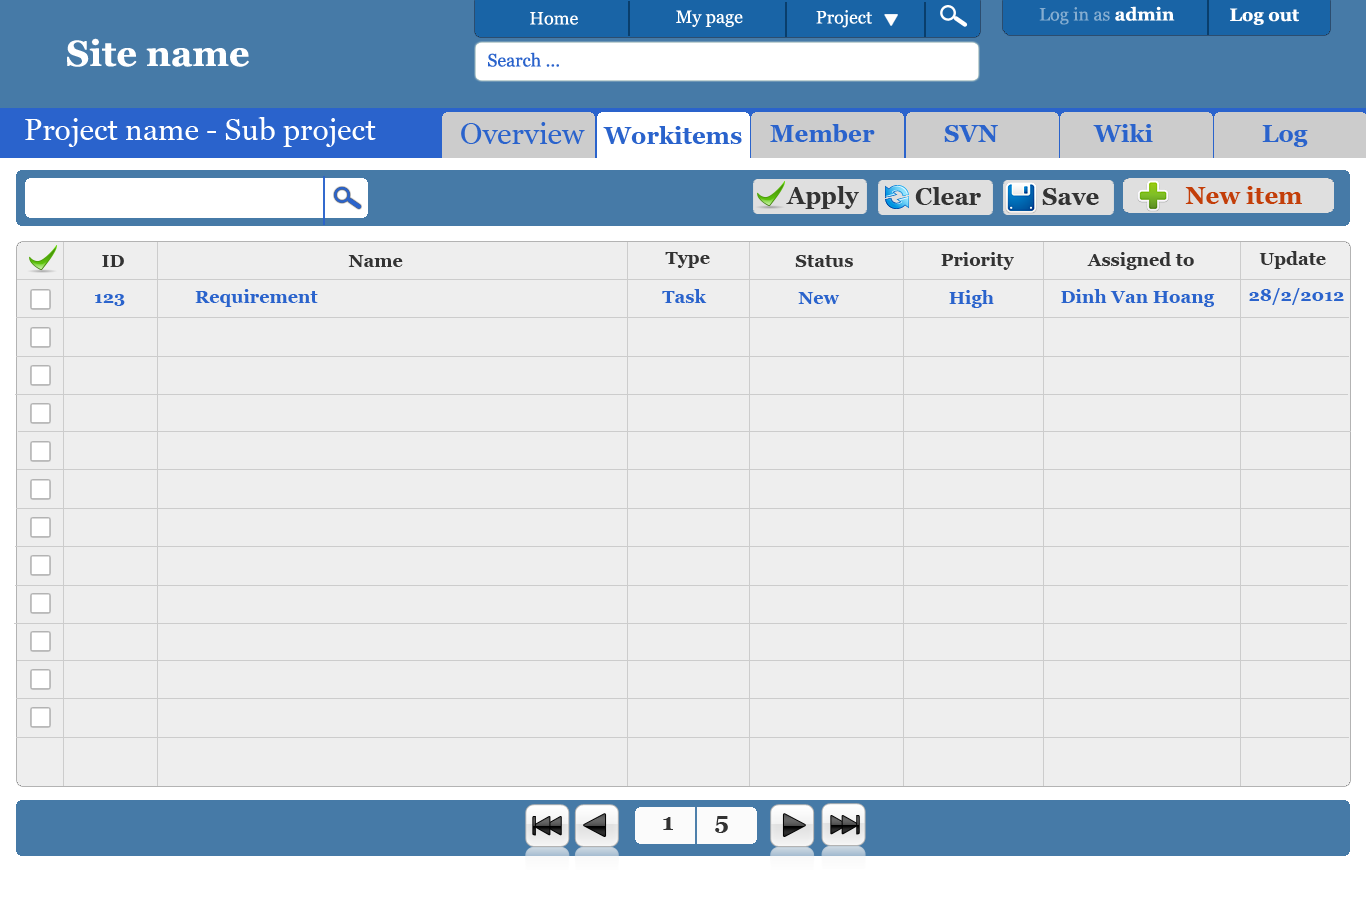 Home My page Project
Log in as admin Log out
Site name
Search ...
Project name - Sub project
Overview Workitems Member SVN Wiki Log
Apply Clear Save New item
ID Name Type Status Priority Assigned to Update
123 Requirement Task New High Dinh Van Hoang 28/2/2012
1 5